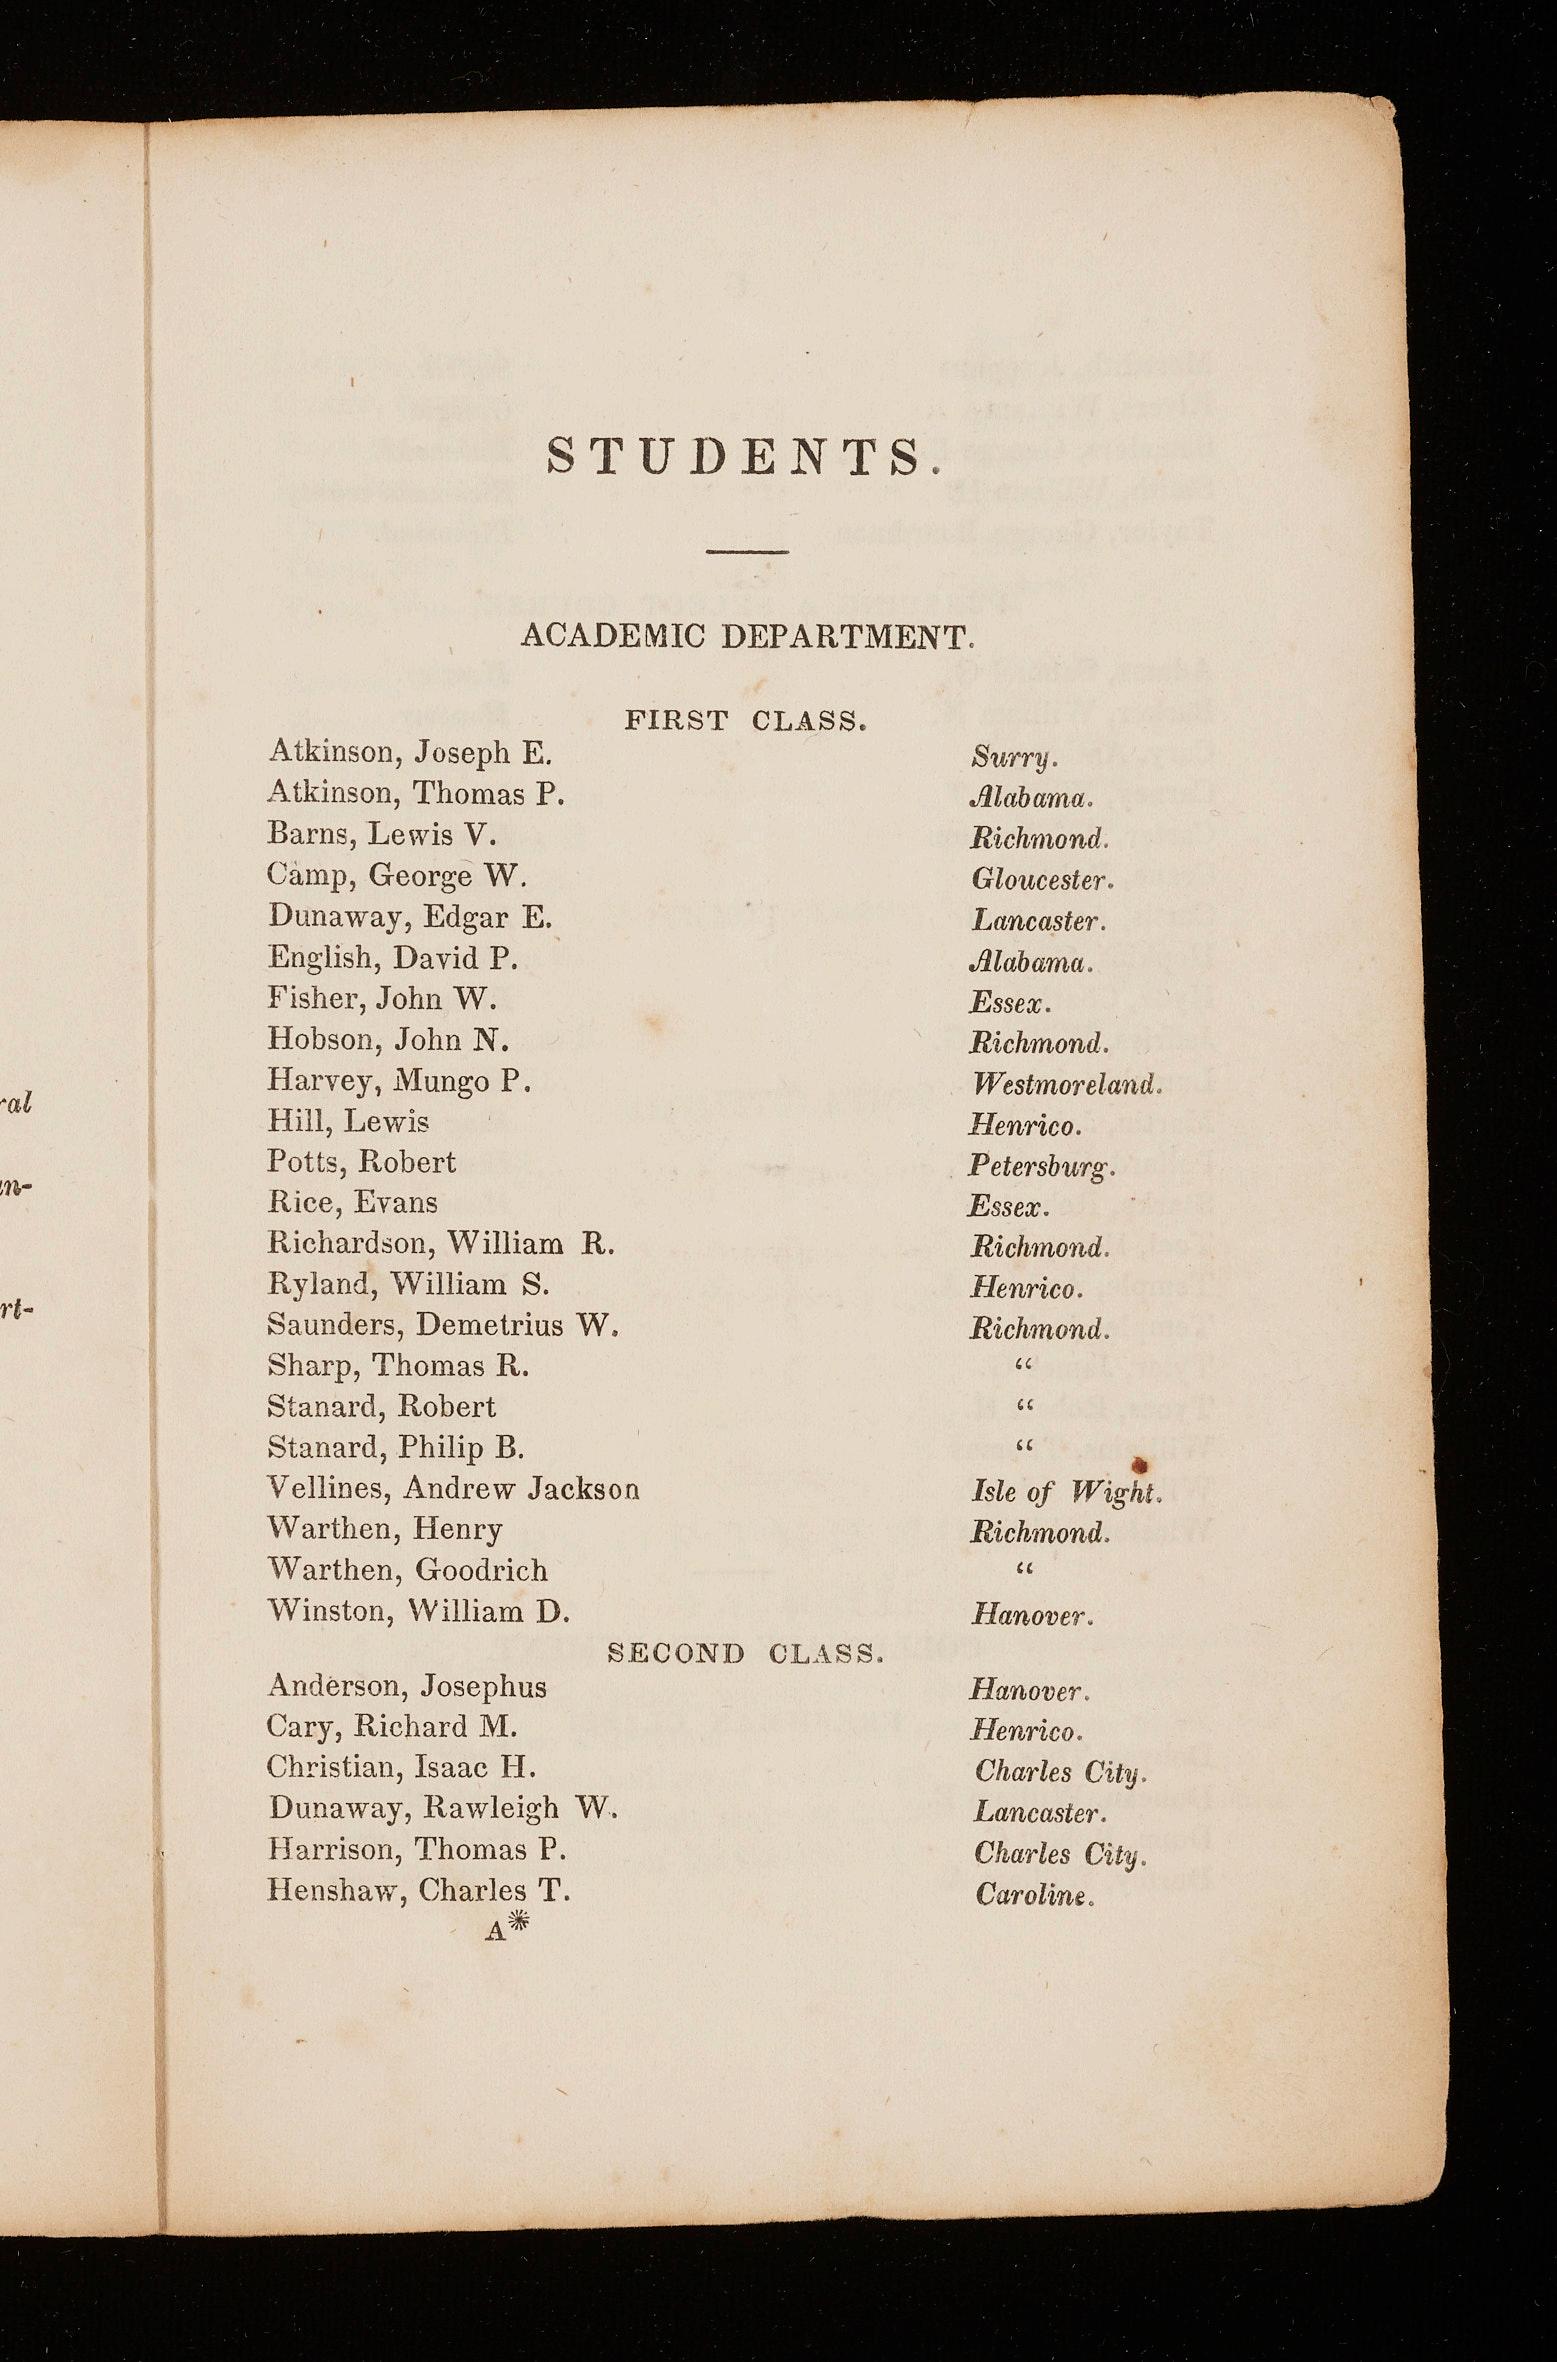 STUDENTS.
ACADEMIC DEPARTMENT.
FIRST CLASS.
Atkinson, Joseph E. Surry.
Atkinson, Thomas P. Alabama.
Barns, Lewis V. Richmond.
Camp, George W. Gloucester.
Dunaway, Edgar E. Lancaster.
English, David P. Alabama.
Fisher, John W. Essex.
Hobson, John N. Richmond.
Harvey, Mungo P. Westmoreland.
Hill, Lewis Henrico.
Potts, Robert Petersburg.
Rice, Evans Essex.
Richardson, William R. Richmond.
Ryland, William S. Henrico.
Saunders, Demetrius W. Richmond.
Sharp, Thomas R. “
Stanard, Robert “
Stanard, Philip B. “
Vellines, Andrew Jackson Isle of Wight.
Warthen, Henry Richmond.
Warthen, Goodrich “
Winston, William D. Hanover.
SECOND CLASS.
Anderson, Josephus Hanover.
Cary, Richard M. Henrico.
Christian, Isaac H. Charles City.
Dunaway, Rawleigh W. Lancaster.
Harrison, Thomas P. Charles City.
Henshaw, Charles T. Caroline.
A*